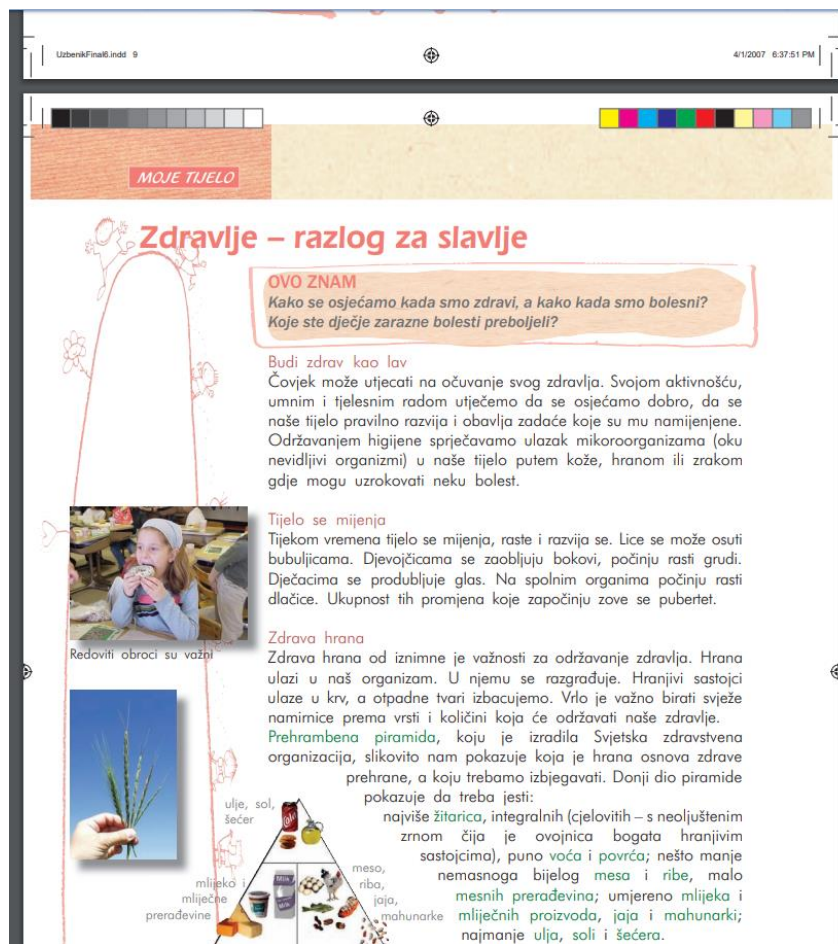 UzbenikFinal6.indd 9
4/1/2007 6:37:51 PM
MOJE TIJELO
Zdravlje – razlog za slavlje
OVO ZNAM
Kako se osjećamo kada smo zdravi, a kako kada smo bolesni?
Koje ste dječje zarazne bolesti preboljeli?
Budi zdrav kao lav
Čovjek može utjecati na očuvanje svog zdravlja. Svojom aktivnošću,
umnim i tjelesnim radom utječemo da se osjećamo dobro, da se
naše tijelo pravilno razvija i obavlja zadaće koje su mu namijenjene.
Održavanjem higijene sprječavamo ulazak mikroorganizama (oku
nevidljivi organizmi) u naše tijelo putem kože, hranom ili zrakom
gdje mogu uzrokovati neku bolest.
Tijelo se mijenja
Tijekom vremena tijelo se mijenja, raste i razvija se. Lice se može osuti
bubuljicama. Djevojčicama se zaobljuju bokovi, počinju rasti grudi.
Dječacima se produbljuje glas. Na spolnim organima počinju rasti
dlačice. Ukupnost tih promjena koje započinju zove se pubertet.
Redoviti obroci su važni
Zdrava hrana
Zdrava hrana od iznimne je važnosti za održavanje zdravlja. Hrana
ulazi u naš organizam. U njemu se razgrađuje. Hranjivi sastojci
ulaze u krv, a otpadne tvari izbacujemo. Vrlo je važno birati svježe
namirnice prema vrsti i količini koja će održavati naše zdravlje.
Prehrambena piramida, koju je izradila Svjetska zdravstvena
organizacija, slikovito nam pokazuje koja je hrana osnova zdrave
prehrane, a koju trebamo izbjegavati. Donji dio piramide
pokazuje da treba jesti:
najviše žitarica, integralnih (cjelovitih – s neoljuštenim
zrnom čija je ovojnica bogata hranjivim
sastojcima), puno voća i povrća; nešto manje
nemasnoga bijelog mesa i ribe, malo
mesnih prerađevina; umjereno mlijeka i
mliječnih proizvoda, jaja i mahunarki;
najmanje ulja, soli i šećera.
ulje, sol,
šećer
mlijeko i
mliječne
prerađevine
meso,
riba,
jaja,
mahunarke